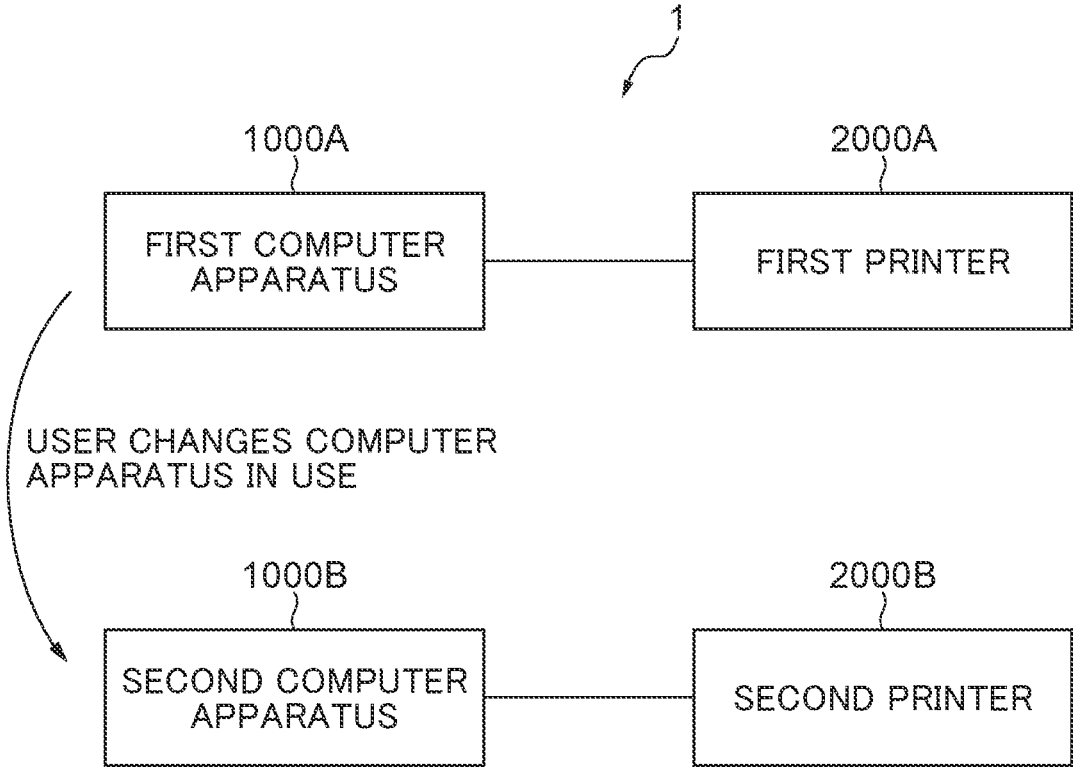 1
1000A
2000A
FIRST COMPUTER
APPARATUS
FIRST PRINTER
USER CHANGES COMPUTER
APPARATUS IN USE
1000B
2000B
SECOND COMPUTER
APPARATUS
SECOND PRINTER